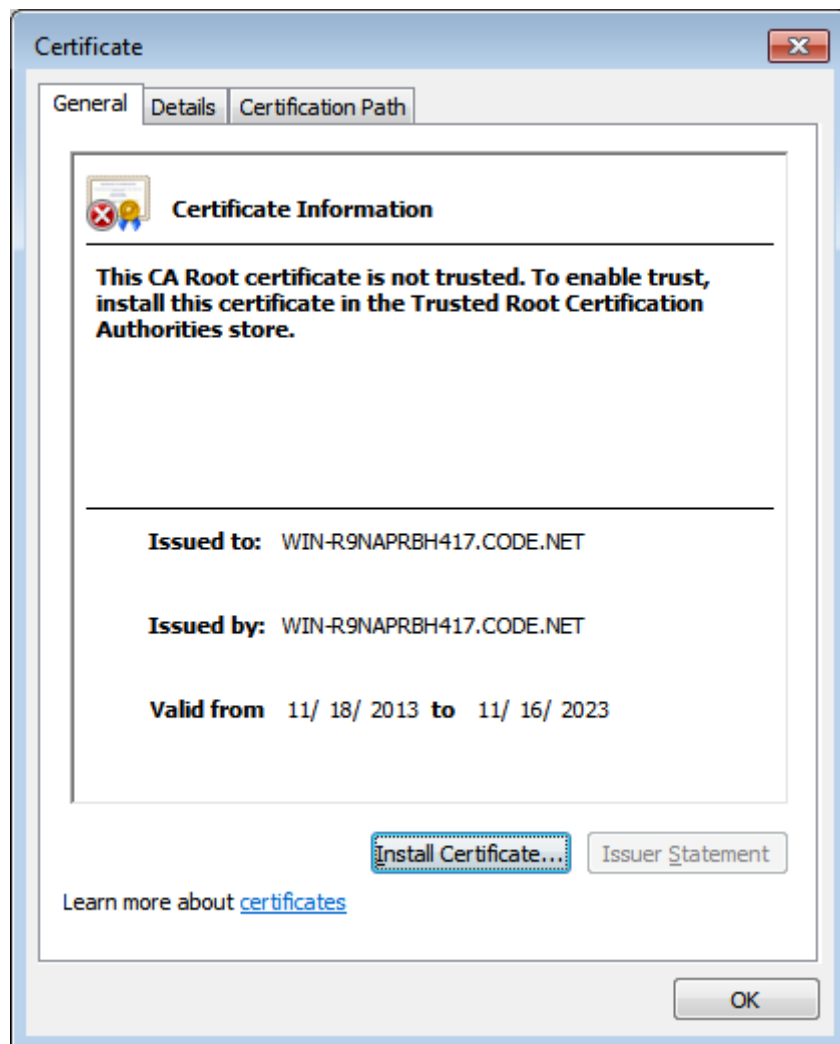 Certificate
General Details Certification Path
Certificate Information
This CA Root certificate is not trusted. To enable trust,
install this certificate in the Trusted Root Certification
Authorities store.
Issued to: WIN-R9NAPRBH417.CODE.NET
Issued by: WIN-R9NAPRBH417.CODE.NET
Valid from 11/ 18/ 2013 to 11/ 16/ 2023
Install Certificate... Issuer Statement
Learn more about certificates
OK